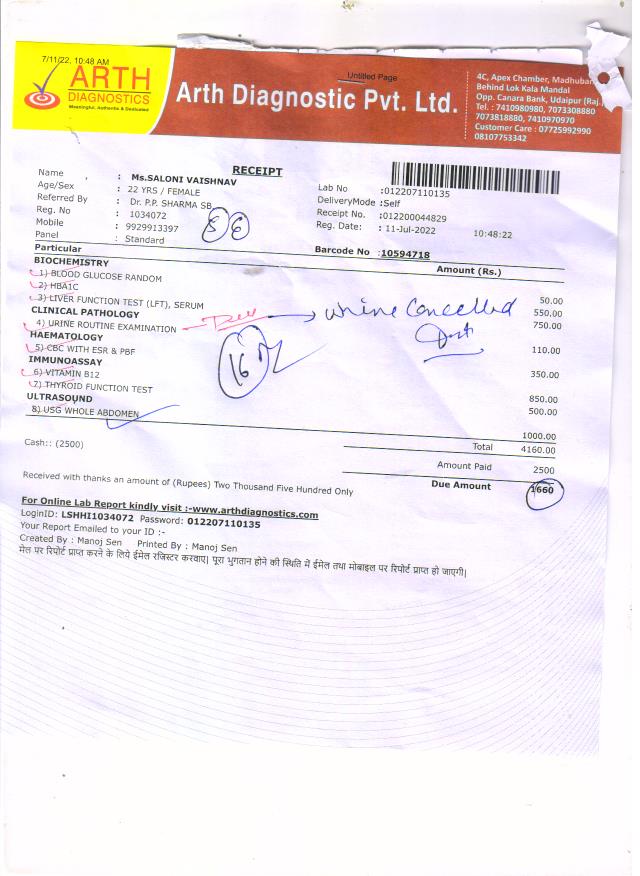 7/11/22, 10:48 AM
Untitled Page
ARTH
DIAGNOSTICS
Meaningful, Authentic & Dedicated
Arth Diagnostic Pvt. Ltd.
4C, Apex Chamber, Madhuban
Behind Lok Kala Mandal
Opp. Canara Bank, Udaipur (Raj.
Tel. : 7410980980, 7073308880
7073818880, 7410970970
Customer Care : 07725992990
08107753342
RECEIPT
Name : Ms.SALONI VAISHNAV
Age/Sex : 22 YRS / FEMALE
Referred By : Dr. P.P. SHARMA SB
Reg. No : 1034072
Mobile : 9929913397
Panel : Standard
Lab No :012207110135
DeliveryMode :Self
Receipt No. :012200044829
Reg. Date: : 11-Jul-2022 10:48:22
Barcode No :10594718
Particular Amount (Rs.)
BIOCHEMISTRY
1) BLOOD GLUCOSE RANDOM 50.00
2) HBA1C 550.00
3) LIVER FUNCTION TEST (LFT), SERUM 750.00
CLINICAL PATHOLOGY
4) URINE ROUTINE EXAMINATION 110.00
urine Cancelled
HAEMATOLOGY
5) CBC WITH ESR & PBF 350.00
16
IMMUNOASSAY
6) VITAMIN B12 850.00
7) THYROID FUNCTION TEST 500.00
ULTRASOUND
8) USG WHOLE ABDOMEN 1000.00
Total 4160.00
Cash:: (2500)
Amount Paid 2500
Due Amount 1660
Received with thanks an amount of (Rupees) Two Thousand Five Hundred Only
For Online Lab Report kindly visit :-www.arthdiagnostics.com
LoginID: LSHHI1034072 Password: 012207110135
Your Report Emailed to your ID :-
Created By : Manoj Sen Printed By : Manoj Sen
मेल पर रिपोर्ट प्राप्त करने के लिये ईमेल रजिस्टर करवाए| पूरा भुगतान होने की स्थिति में ईमेल तथा मोबाइल पर रिपोर्ट प्राप्त हो जाएगी|